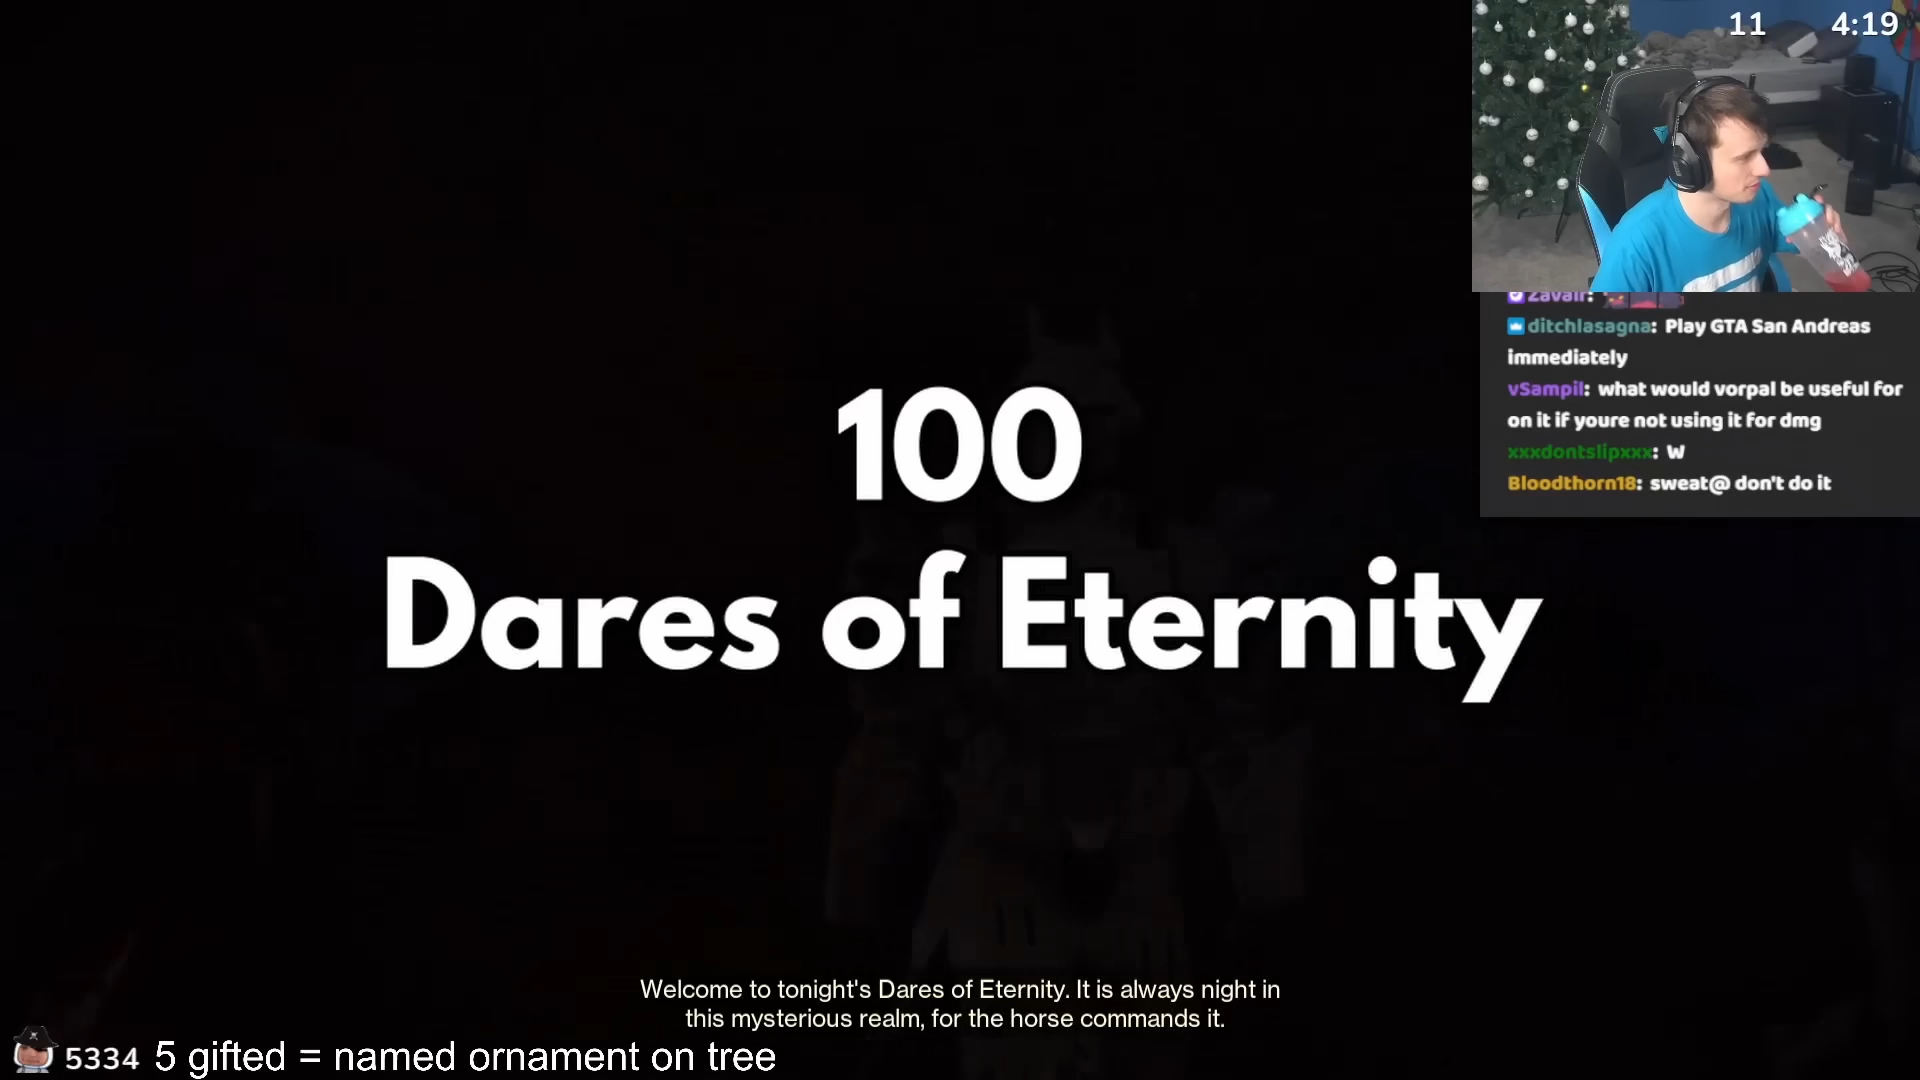 11 4:19
Zavair:
ditchlasagna: Play GTA San Andreas
immediately
vSampil: what would vorpal be useful for
on it if youre not using it for dmg
xxxdontslipxxx: W
Bloodthorn18: sweat@ don't do it
100
Dares of Eternity
Welcome to tonight's Dares of Eternity. It is always night in
this mysterious realm, for the horse commands it.
5334 5 gifted = named ornament on tree